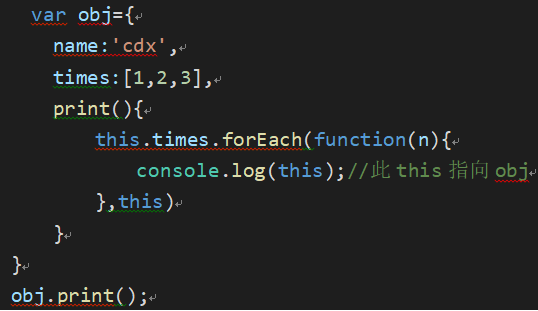 var obj={
name:'cdx',
times:[1,2,3],
print(){
this.times.forEach(function(n){
console.log(this);//此 this 指向 obj
},this)
}
}
obj.print();